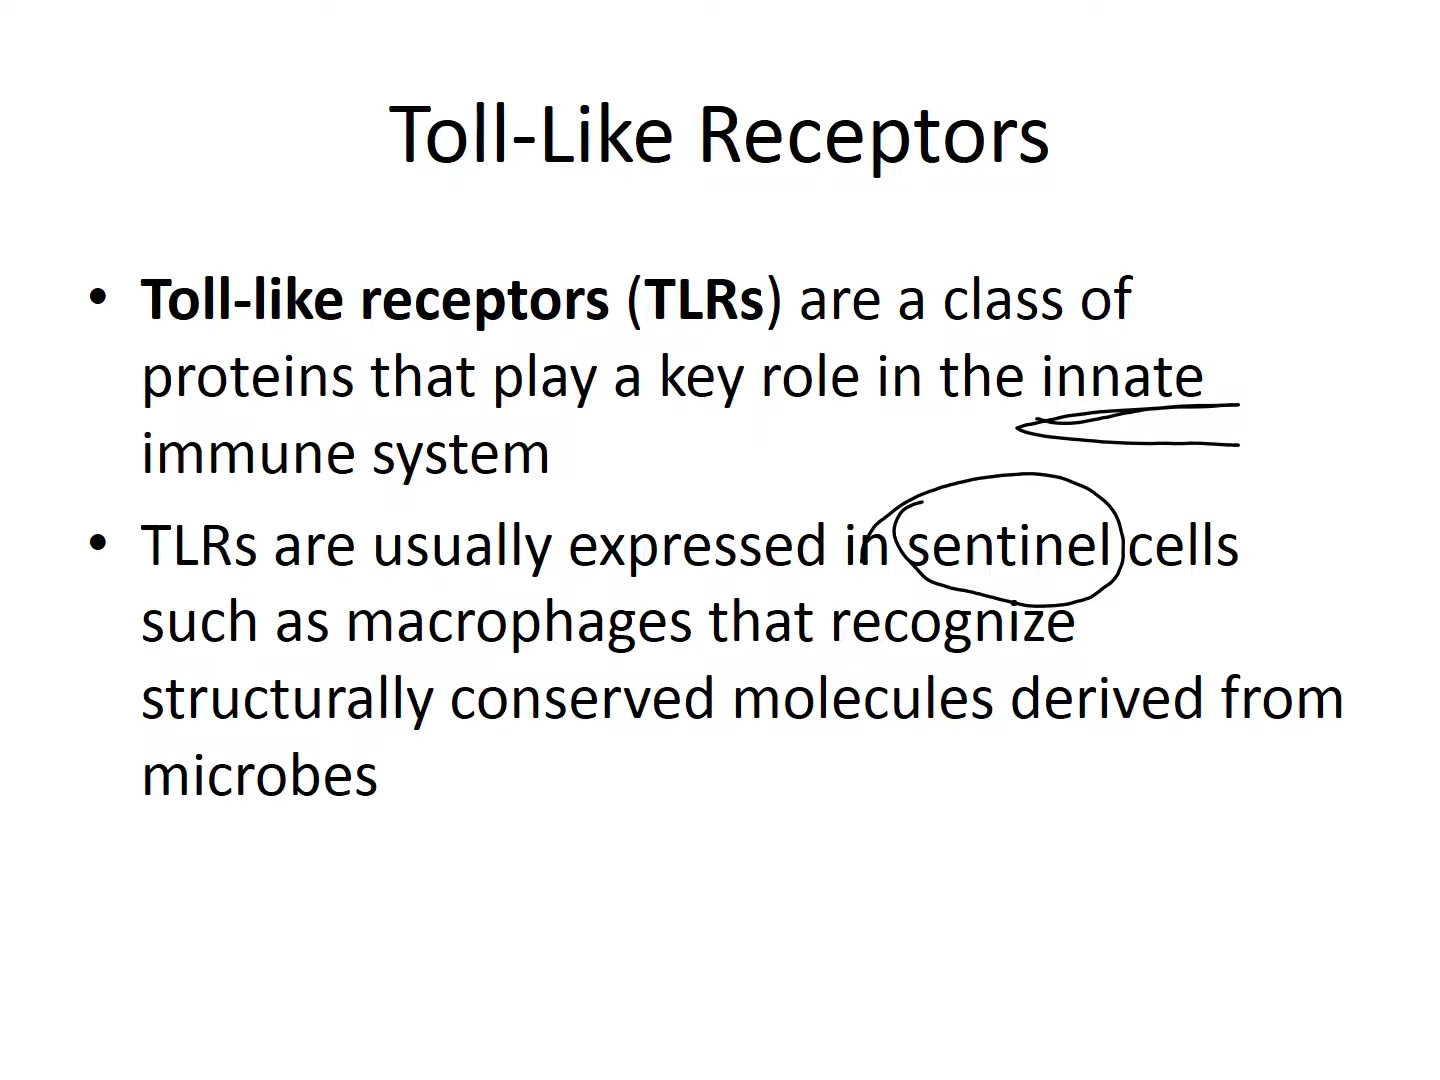 Toll-Like Receptors
• Toll-like receptors (TLRs) are a class of
proteins that play a key role in the innate
immune system
• TLRs are usually expressed in sentinel cells
such as macrophages that recognize
structurally conserved molecules derived from
microbes